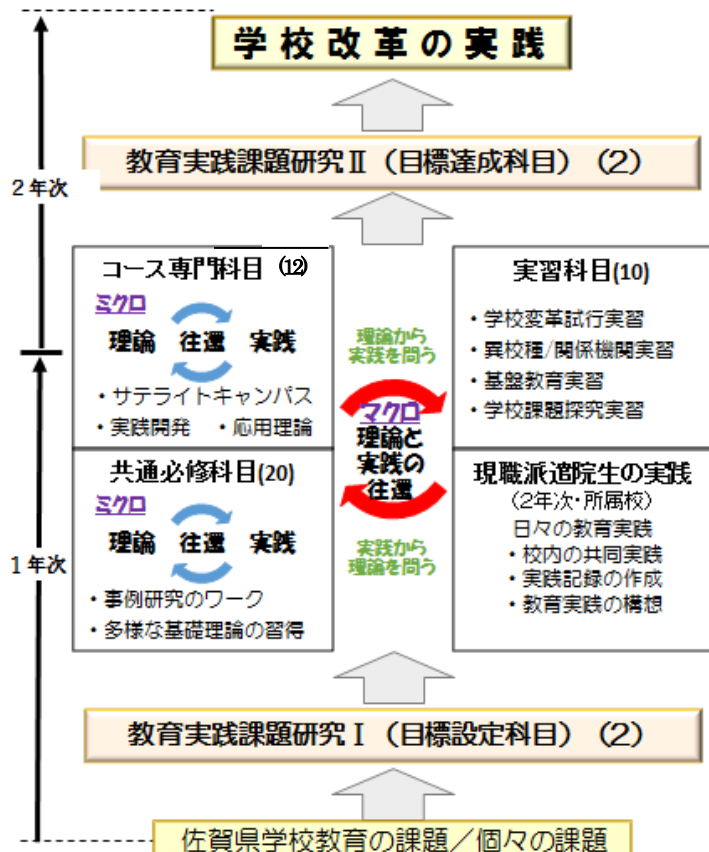 学校改革の実践
教育実践課題研究Ⅱ（目標達成科目）（2）
2年次
コース専門科目 (12)
ミクロ
理論 往還 実践
・サテライトキャンパス
・実践開発 ・応用理論
理論から
実践を問う
実習科目(10)
・学校変革試行実習
・異校種/関係機関実習
・基盤教育実習
・学校課題探究実習
マクロ
理論と
実践の
往還
共通必修科目(20)
ミクロ
理論 往還 実践
・事例研究のワーク
・多様な基礎理論の習得
実践から
理論を問う
現職派遣院生の実践
(2年次・所属校)
日々の教育実践
・校内の共同実践
・実践記録の作成
・教育実践の構想
1年次
教育実践課題研究Ⅰ（目標設定科目）（2）
佐賀県学校教育の課題／個々の課題